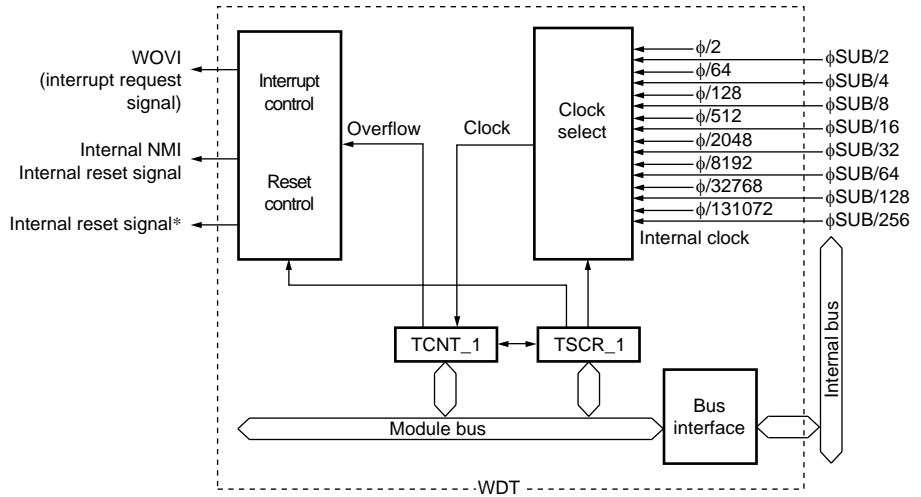 WOVI
(interrupt request
signal)
Internal NMI
Internal reset signal
Internal reset signal*
Interrupt
control
Reset
control
Overflow
Clock
Clock
select
ϕ/2
ϕ/64
ϕ/128
ϕ/512
ϕ/2048
ϕ/8192
ϕ/32768
ϕ/131072
Internal clock
ϕSUB/2
ϕSUB/4
ϕSUB/8
ϕSUB/16
ϕSUB/32
ϕSUB/64
ϕSUB/128
ϕSUB/256
TCNT_1
TSCR_1
Module bus
Bus
interface
Internal bus
WDT